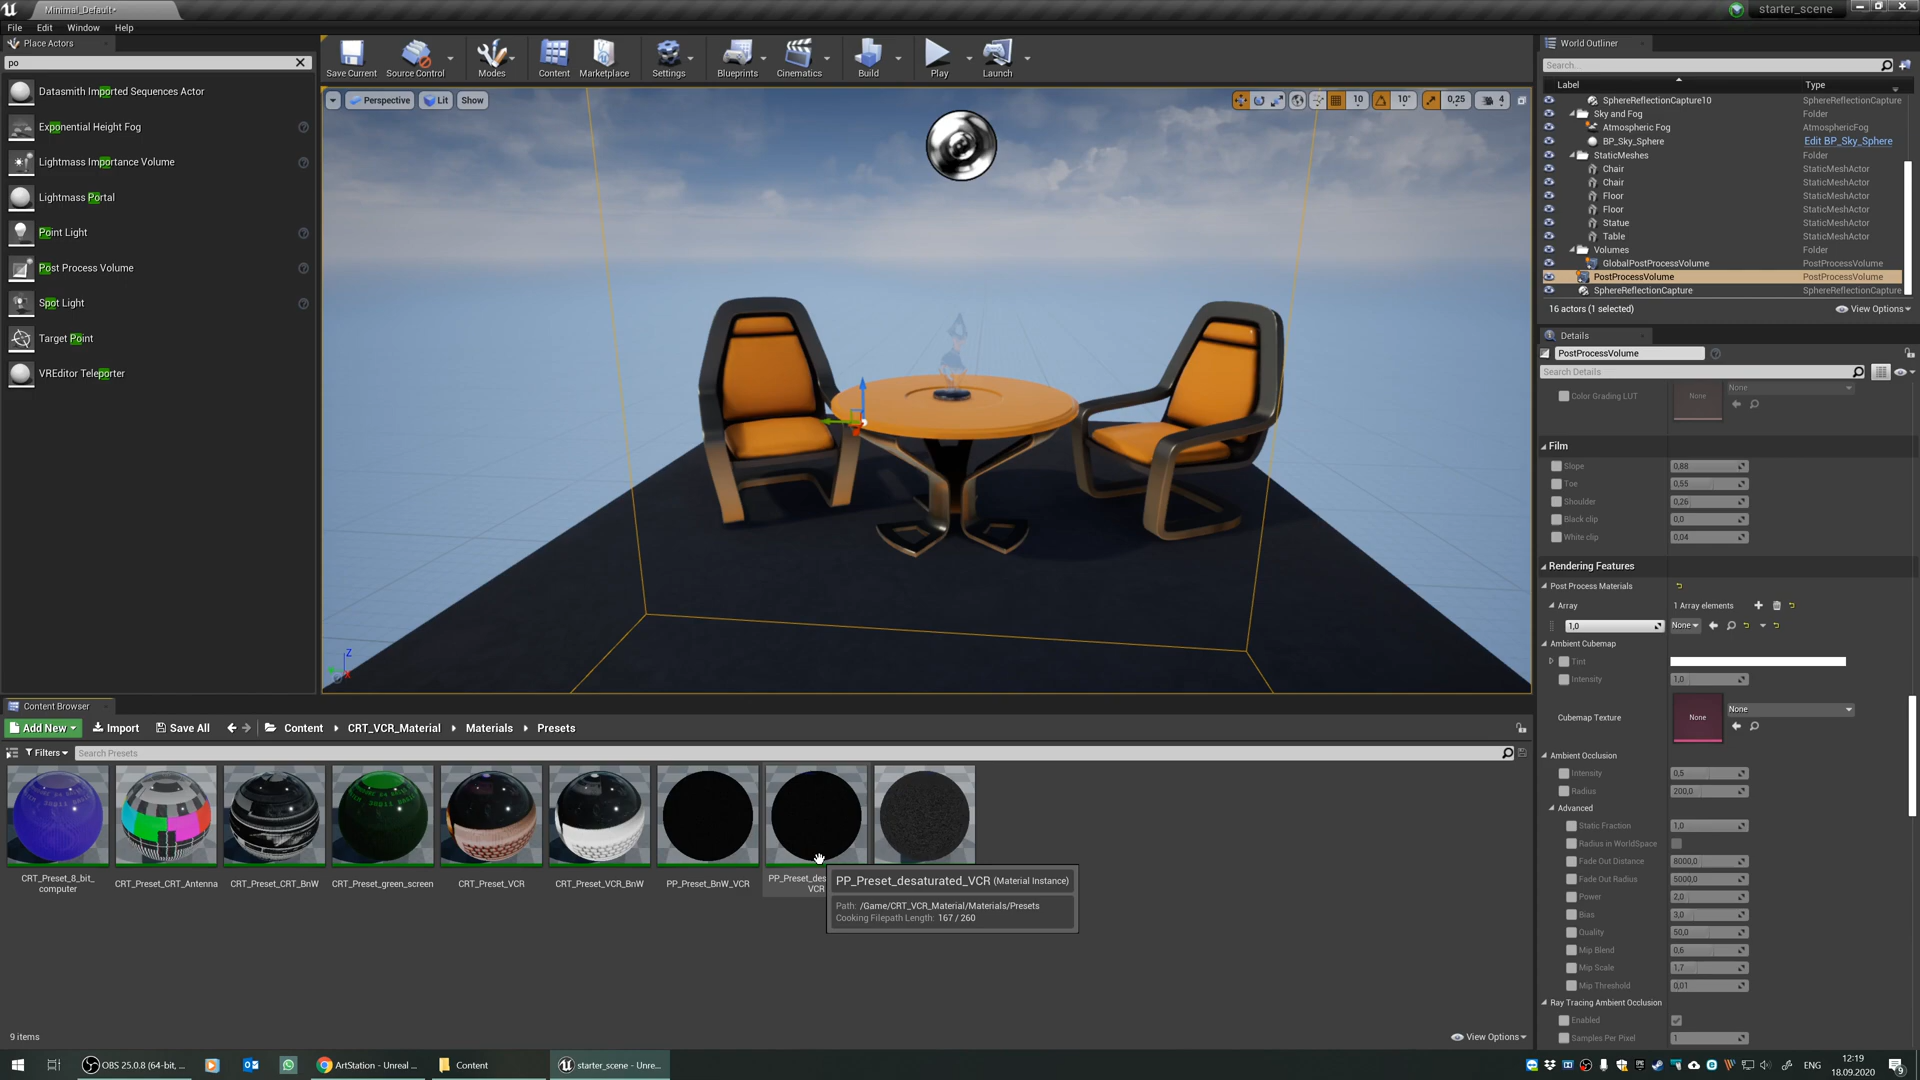 Minimal_Default*
starter_scene
File Edit Window Help
Place Actors
po
Datasmith Imported Sequences Actor
Exponential Height Fog
Lightmass Importance Volume
Lightmass Portal
Point Light
Post Process Volume
Spot Light
Target Point
VREditor Teleporter
Save Current Source Control Modes Content Marketplace Settings Blueprints Cinematics Build Play Launch
Perspective Lit Show
10 10° 0,25 4
Z
X
World Outliner
Search...
Label Type
SphereReflectionCapture10 SphereReflectionCapture
Sky and Fog Folder
Atmospheric Fog AtmosphericFog
BP_Sky_Sphere Edit BP_Sky_Sphere
StaticMeshes Folder
Chair StaticMeshActor
Chair StaticMeshActor
Floor StaticMeshActor
Floor StaticMeshActor
Statue StaticMeshActor
Table StaticMeshActor
Volumes Folder
GlobalPostProcessVolume PostProcessVolume
PostProcessVolume PostProcessVolume
SphereReflectionCapture SphereReflectionCapture
16 actors (1 selected) View Options
Details
PostProcessVolume
Search Details
Color Grading LUT None None
Film
Slope 0,88
Toe 0,55
Shoulder 0,26
Black clip 0,0
White clip 0,04
Rendering Features
Post Process Materials
Array 1 Array elements
1,0 None
Ambient Cubemap
Tint
Intensity 1,0
Cubemap Texture None None
Ambient Occlusion
Intensity 0,5
Radius 200,0
Advanced
Static Fraction 1,0
Radius in WorldSpace
Fade Out Distance 8000,0
Fade Out Radius 5000,0
Power 2,0
Bias 3,0
Quality 50,0
Mip Blend 0,6
Mip Scale 1,7
Mip Threshold 0,01
Ray Tracing Ambient Occlusion
Enabled
Samples Per Pixel 1
Content Browser
Add New Import Save All Content CRT_VCR_Material Materials Presets
Filters Search Presets
CRT_Preset_8_bit_
computer
CRT_Preset_CRT_Antenna
CRT_Preset_CRT_BnW
CRT_Preset_green_screen
CRT_Preset_VCR
CRT_Preset_VCR_BnW
PP_Preset_BnW_VCR
PP_Preset_des
VCR
PP_Preset_desaturated_VCR (Material Instance)
Path: /Game/CRT_VCR_Material/Materials/Presets
Cooking Filepath Length: 167 / 260
9 items
View Options
OBS 25.0.8 (64-bit, ...
ArtStation - Unreal ...
Content
starter_scene - Unre...
ENG
12:19
18.09.2020
9